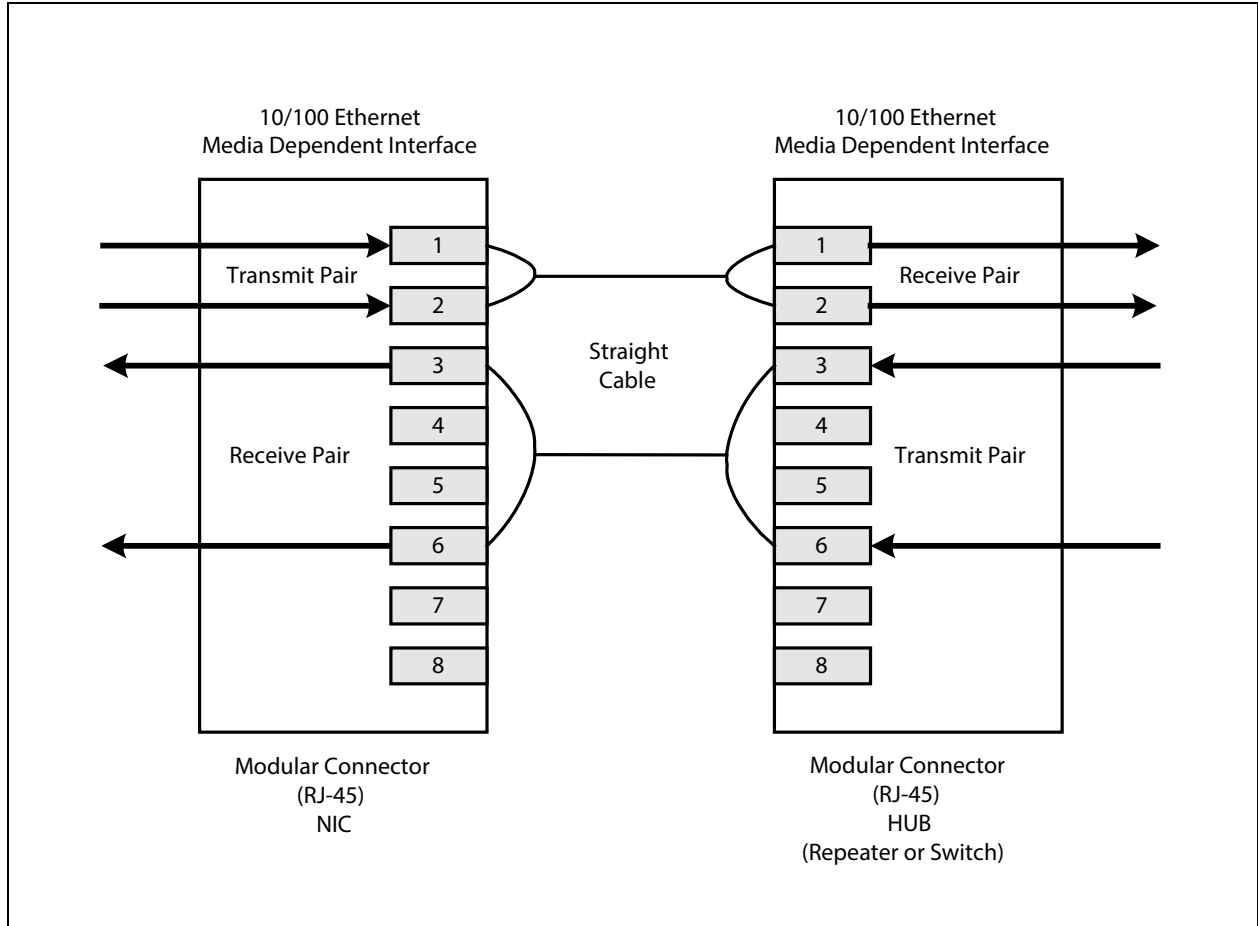 10/100 Ethernet
Media Dependent Interface
1
Transmit Pair
2
3
4
Receive Pair
5
6
7
8
Modular Connector
(RJ-45)
NIC
Straight
Cable
10/100 Ethernet
Media Dependent Interface
1
Receive Pair
2
3
4
Transmit Pair
5
6
7
8
Modular Connector
(RJ-45)
HUB
(Repeater or Switch)